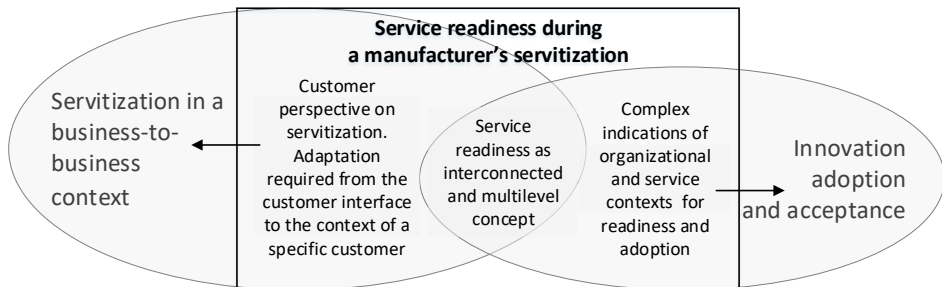 Service readiness during
a manufacturer's servitization
Servitization in a
business-to-
business
context
Customer
perspective on
servitization.
Adaptation
required from the
customer interface
to the context of a
specific customer
Service
readiness as
interconnected
and multilevel
concept
Complex
indications of
organizational
and service
contexts for
readiness and
adoption
Innovation
adoption
and acceptance